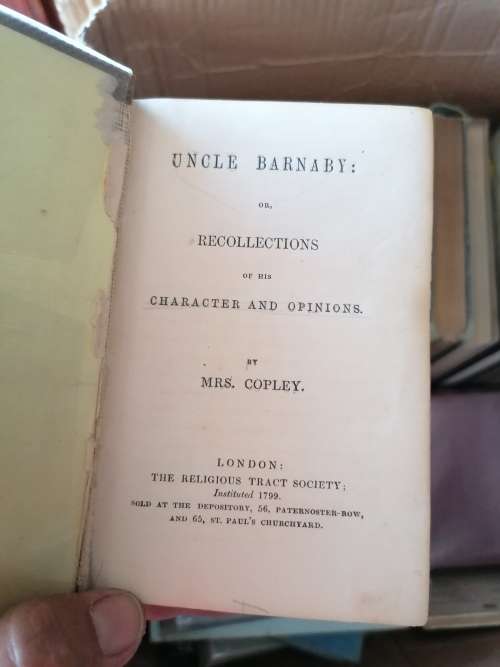 UNCLE BARNABY:
OR,
RECOLLECTIONS
OF HIS
CHARACTER AND OPINIONS.
BY
MRS. COPLEY.
LONDON:
THE RELIGIOUS TRACT SOCIETY;
Instituted 1799.
SOLD AT THE DEPOSITORY, 56, PATERNOSTER-ROW,
AND 65, ST. PAUL'S CHURCHYARD.